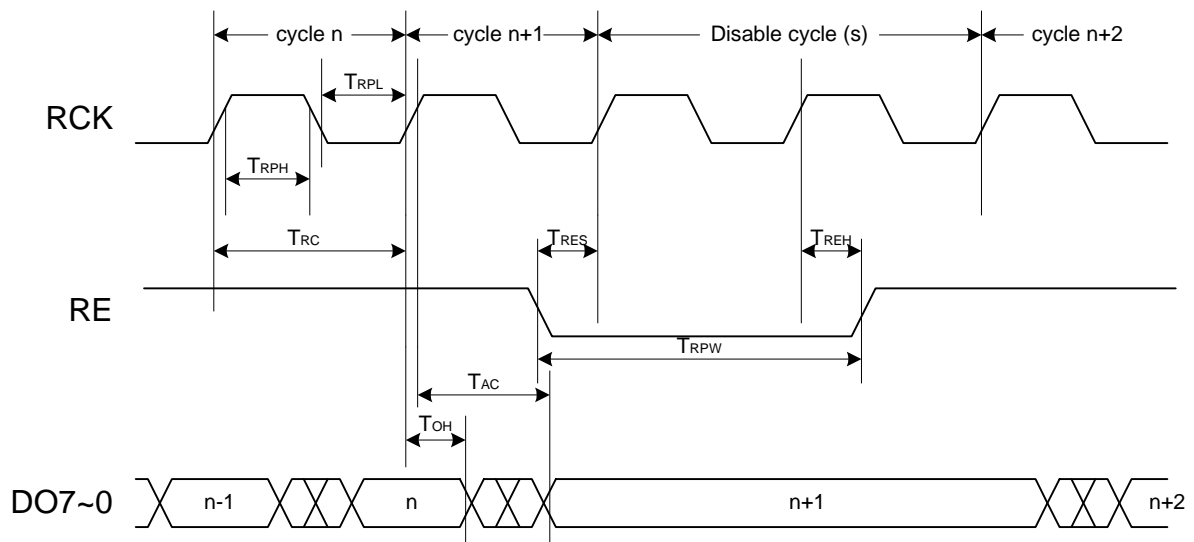 cycle n
cycle n+1
Disable cycle (s)
cycle n+2
TRPL
RCK
TRPH
TRC
TRES
TREH
RE
TRPW
TAC
TOH
DO7~0
n-1
n
n+1
n+2